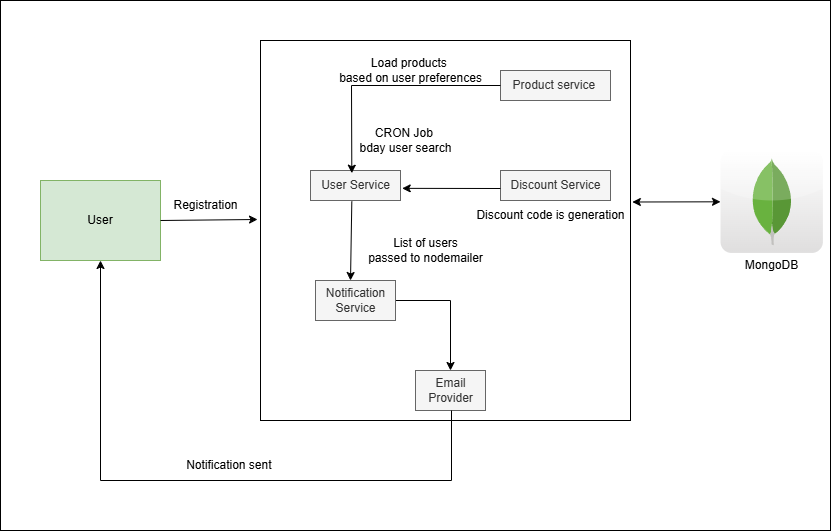 Load products
based on user preferences
Product service
CRON Job
bday user search
User Service
Discount Service
Discount code is generation
User
Registration
List of users
passed to nodemailer
MongoDB
Notification
Service
Email
Provider
Notification sent